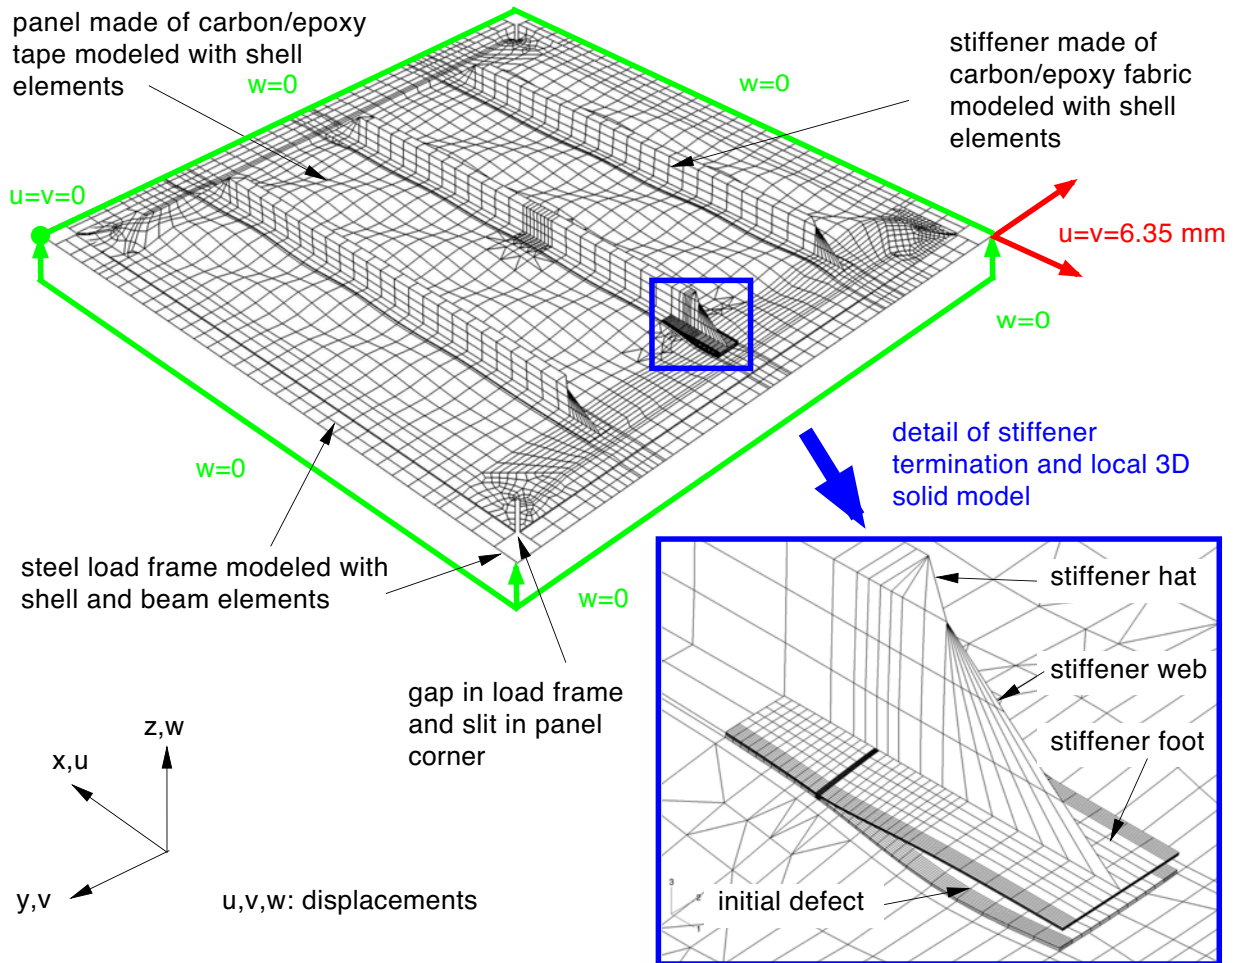 panel made of carbon/epoxy
tape modeled with shell
elements
w=0
w=0
stiffener made of
carbon/epoxy fabric
modeled with shell
elements
u=v=0
u=v=6.35 mm
w=0
w=0
detail of stiffener
termination and local 3D
solid model
steel load frame modeled with
shell and beam elements
w=0
gap in load frame
and slit in panel
corner
z,w
x,u
y,v
u,v,w: displacements
stiffener hat
stiffener web
stiffener foot
initial defect
3
2
1